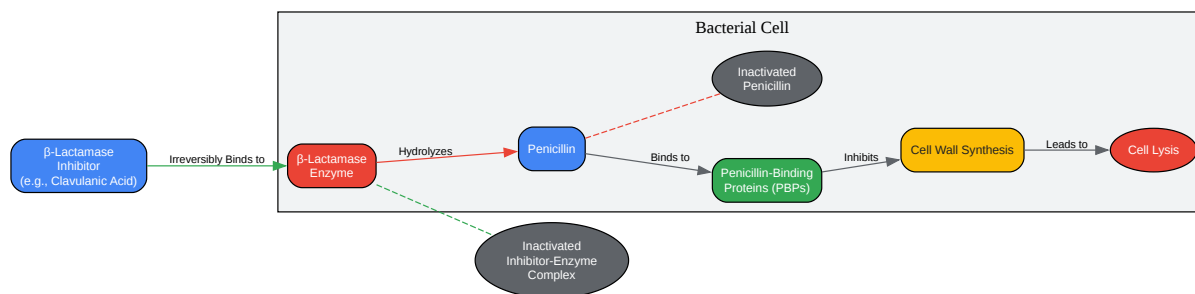 Bacterial Cell
Inactivated
Penicillin
β-Lactamase
Inhibitor
(e.g., Clavulanic Acid)
Irreversibly Binds to
β-Lactamase
Enzyme
Hydrolyzes
Penicillin
Binds to
Penicillin-Binding
Proteins (PBPs)
Inhibits
Cell Wall Synthesis
Leads to
Cell Lysis
Inactivated
Inhibitor-Enzyme
Complex